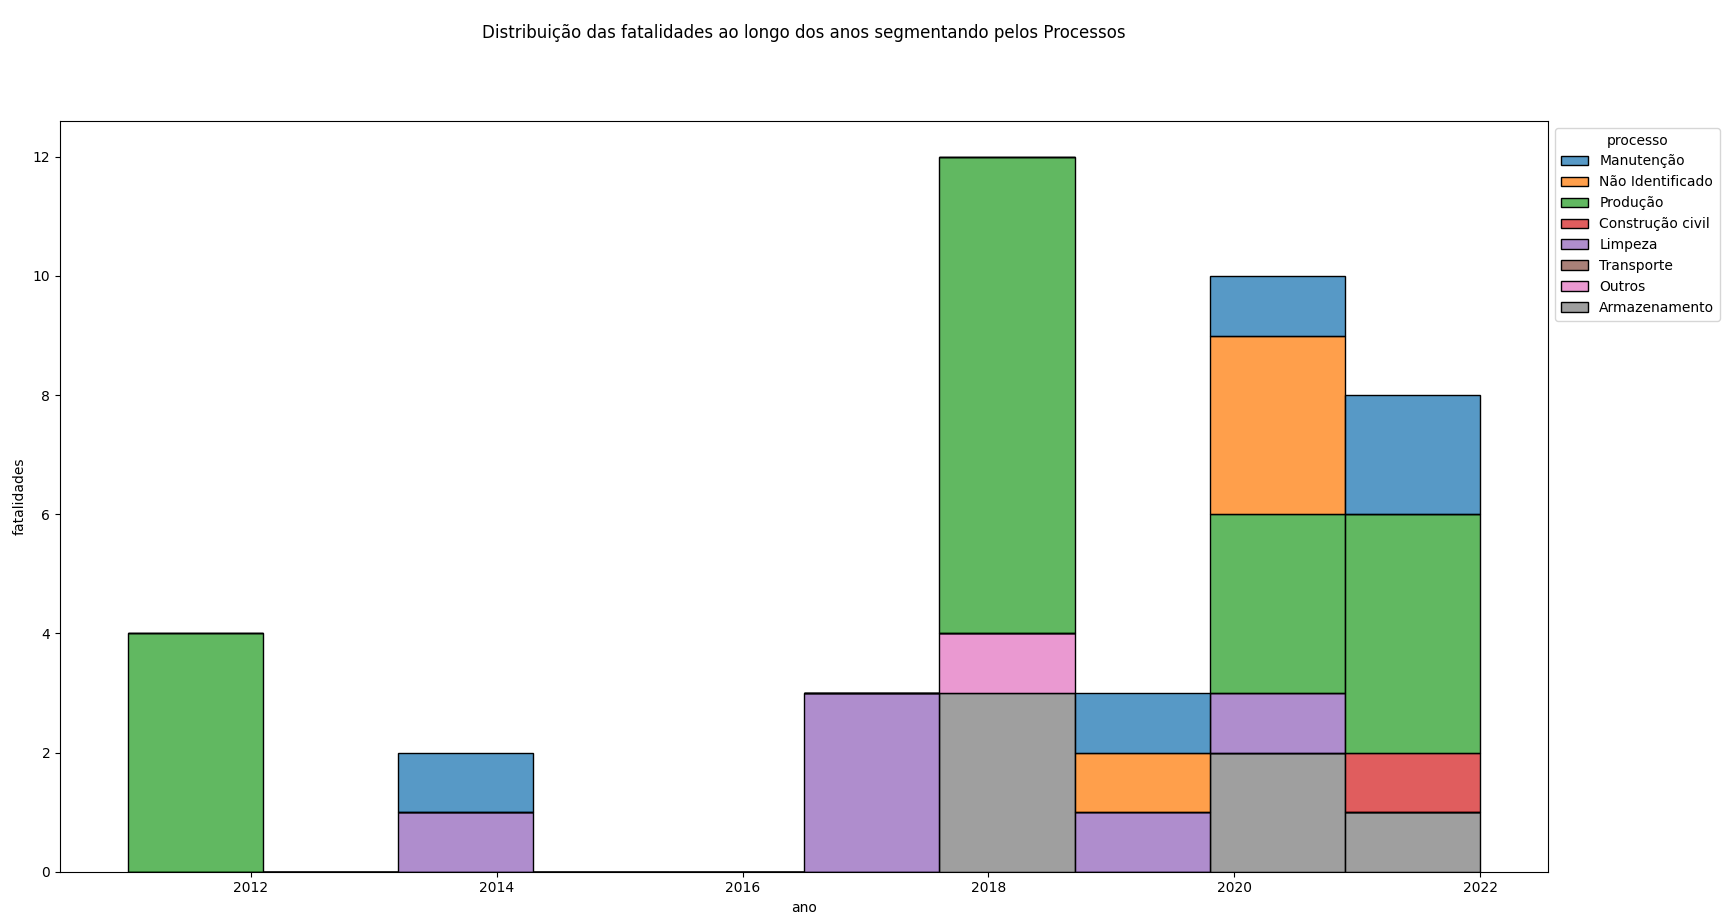 Distribuição das fatalidades ao longo dos anos segmentando pelos Processos
12
10
8
6
4
2
0
fatalidades
2012
2014
2016
2018
2020
2022
ano
processo
Manutenção
Não Identificado
Produção
Construção civil
Limpeza
Transporte
Outros
Armazenamento